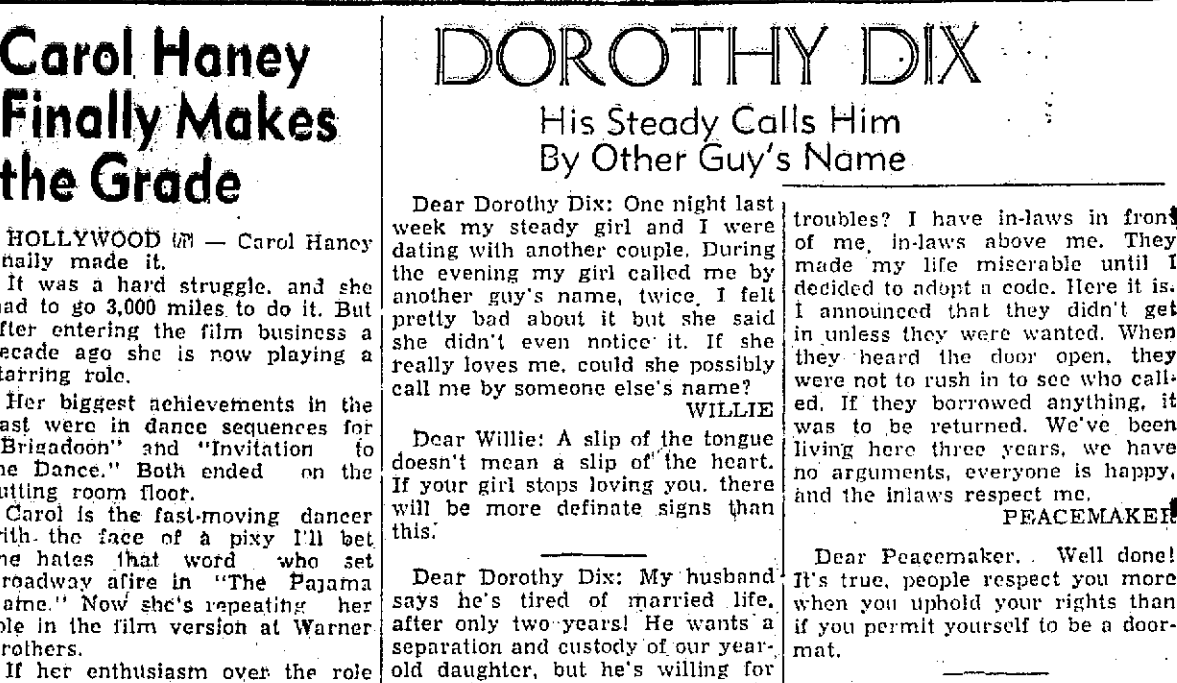 Carol Haney
Finally Makes
the Grade
HOLLYWOOD (AP) — Carol Haney
nally made it.
It was a hard struggle, and she
ad to go 3,000 miles to do it. But
fter entering the film business a
ecade ago she is now playing a
tarring role.
Her biggest achievements in the
ast were in dance sequences for
Brigadoon" and "Invitation to
he Dance." Both ended on the
utting room floor.
Carol is the fast-moving dancer
ith the face of a pixy I'll bet
he hates that word who set
roadway afire in "The Pajama
ame." Now she's repeating her
ole in the film version at Warner
rothers.
If her enthusiasm over the role
DOROTHY DIX
His Steady Calls Him
By Other Guy's Name
Dear Dorothy Dix: One night last
week my steady girl and I were
dating with another couple. During
the evening my girl called me by
another guy's name, twice. I felt
pretty bad about it but she said
she didn't even notice it. If she
really loves me, could she possibly
call me by someone else's name?
WILLIE
Dear Willie: A slip of the tongue
doesn't mean a slip of the heart.
If your girl stops loving you, there
will be more definate signs than
this.
Dear Dorothy Dix: My husband
says he's tired of married life,
after only two years! He wants a
separation and custody of our year-
old daughter, but he's willing for
troubles? I have in-laws in front
of me, in-laws above me. They
made my life miserable until I
decided to adopt a code. Here it is.
I announced that they didn't get
in unless they were wanted. When
they heard the door open, they
were not to rush in to see who call-
ed. If they borrowed anything, it
was to be returned. We've been
living here three years, we have
no arguments, everyone is happy,
and the inlaws respect me.
PEACEMAKER
Dear Peacemaker. . Well done!
It's true, people respect you more
when you uphold your rights than
if you permit yourself to be a door-
mat.